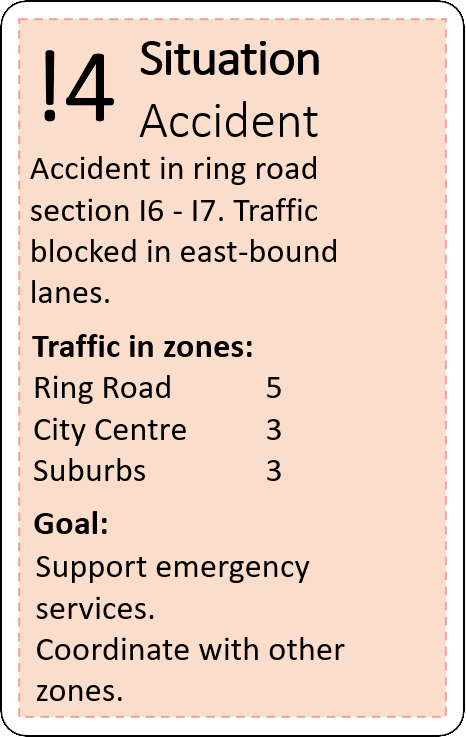 !4 Situation
Accident
Accident in ring road
section I6 - I7. Traffic
blocked in east-bound
lanes.
Traffic in zones:
Ring Road 5
City Centre 3
Suburbs 3
Goal:
Support emergency
services.
Coordinate with other
zones.